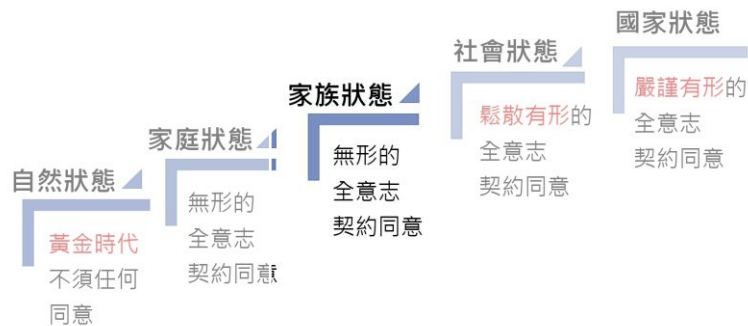 自然狀態
黃金時代
不須任何
同意
家庭狀態
無形的
全意志
契約同意
家族狀態
無形的
全意志
契約同意
社會狀態
鬆散有形的
全意志
契約同意
國家狀態
嚴謹有形的
全意志
契約同意